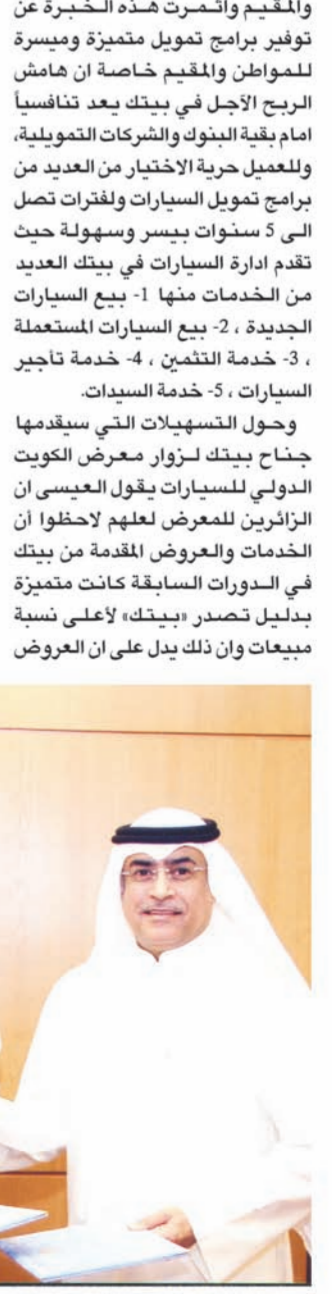 والمقيم واثمرت هذه الخبرة عن
توفير برامج تمويل متميزة وميسرة
للمواطن والمقيم خاصة ان هامش
الربح الآجل في بيتك يعد تنافسياً
امام بقية البنوك والشركات التمويلية،
وللعميل حرية الاختيار من العديد من
برامج تمويل السيارات ولفترات تصل
الى 5 سنوات بيسر وسهولة حيث
تقدم ادارة السيارات في بيتك العديد
من الخدمات منها 1- بيع السيارات
الجديدة ، 2- بيع السيارات المستعملة
، 3- خدمة التثمين ، 4- خدمة تأجير
السيارات ، 5- خدمة السيدات.
وحول التسهيلات التي سيقدمها
جناح بيتك لزوار معرض الكويت
الدولي للسيارات يقول العيسى ان
الزائرين للمعرض لعلهم لاحظوا أن
الخدمات والعروض المقدمة من بيتك
في الدورات السابقة كانت متميزة
بدليل تصدر «بيتك» لأعلى نسبة
مبيعات وان ذلك يدل على ان العروض